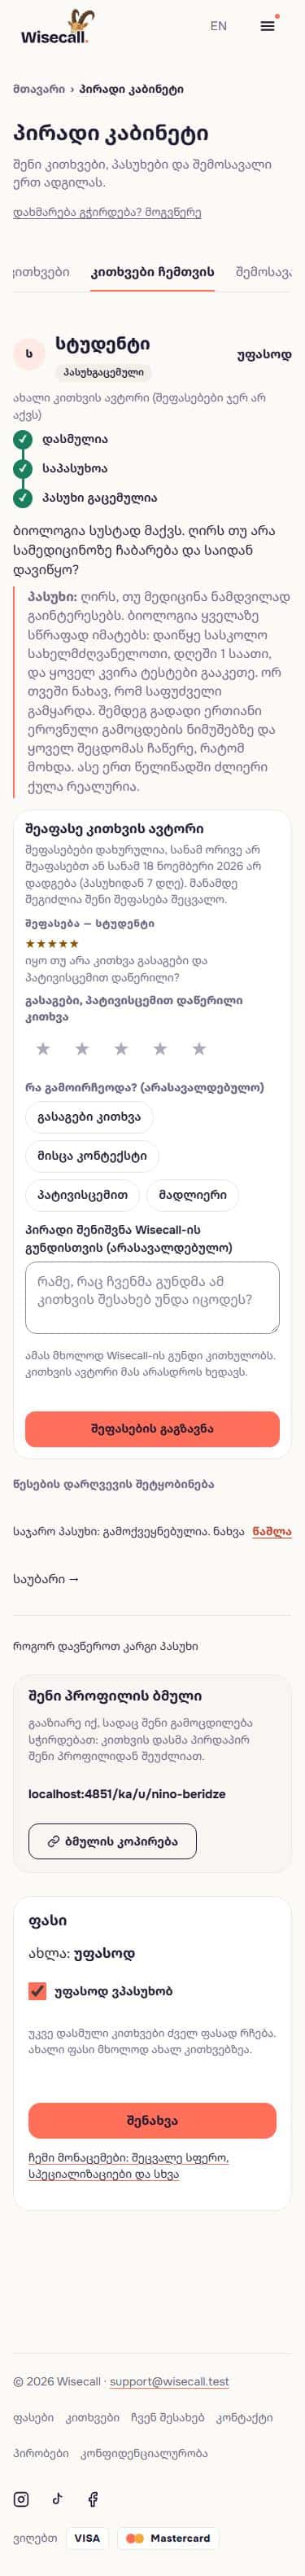 Wisecall.
EN
მთავარი › პირადი კაბინეტი
პირადი კაბინეტი
შენი კითხვები, პასუხები და შემოსავალი
ერთ ადგილას.
დახმარება გჭირდება? მოგვწერე
კითხვები
კითხვები ჩემთვის
შემოსავა
ს
სტუდენტი
უფასოდ
პასუხგაცემული
ახალი კითხვის ავტორი (შეფასებები ჯერ არ
აქვს)
დასმულია
საპასუხოა
პასუხი გაცემულია
ბიოლოგია სუსტად მაქვს. ღირს თუ არა
სამედიცინოზე ჩაბარება და საიდან
დავიწყო?
პასუხი: ღირს, თუ მედიცინა ნამდვილად
გაინტერესებს. ბიოლოგია ყველაზე
სწრაფად იმატებს: დაიწყე სასკოლო
სახელმძღვანელოთი, დღეში 1 საათი,
და ყოველ კვირა ტესტები გააკეთე. ორ
თვეში ნახავ, რომ საფუძველი
გამყარდა. შემდეგ გადადი ერთიანი
ეროვნული გამოცდების ნიმუშებზე და
ყოველ შეცდომას ჩაწერე, რატომ
მოხდა. ასე ერთ წელიწადში ძლიერი
ქულა რეალურია.
შეაფასე კითხვის ავტორი
შეფასებები დახურულია, სანამ ორივე არ
შეაფასებთ ან სანამ 18 ნოემბერი 2026 არ
დადგება (პასუხიდან 7 დღე). მანამდე
შეგიძლია შენი შეფასება შეცვალო.
შეფასება — სტუდენტი
★★★★★
იყო თუ არა კითხვა გასაგები და
პატივისცემით დაწერილი?
გასაგები, პატივისცემით დაწერილი
კითხვა
★ ★ ★ ★ ★
რა გამოირჩეოდა? (არასავალდებულო)
გასაგები კითხვა
მისცა კონტექსტი
პატივისცემით
მადლიერი
პირადი შენიშვნა Wisecall-ის
გუნდისთვის (არასავალდებულო)
რამე, რაც ჩვენმა გუნდმა ამ
კითხვის შესახებ უნდა იცოდეს?
ამას მხოლოდ Wisecall-ის გუნდი კითხულობს.
კითხვის ავტორი მას არასდროს ხედავს.
შეფასების გაგზავნა
წესების დარღვევის შეტყობინება
საჯარო პასუხი: გამოქვეყნებულია. ნახვა წაშლა
საუბარი →
როგორ დავწეროთ კარგი პასუხი
შენი პროფილის ბმული
გააზიარე იქ, სადაც შენი გამოცდილება
სჭირდებათ: კითხვის დასმა პირდაპირ
შენი პროფილიდან შეუძლიათ.
localhost:4851/ka/u/nino-beridze
ბმულის კოპირება
ფასი
ახლა: უფასოდ
უფასოდ ვპასუხობ
უკვე დასმული კითხვები ძველ ფასად რჩება.
ახალი ფასი მხოლოდ ახალ კითხვებზეა.
შენახვა
ჩემი მონაცემები: შეცვალე სფერო,
სპეციალიზაციები და სხვა
© 2026 Wisecall · support@wisecall.test
ფასები კითხვები ჩვენ შესახებ კონტაქტი
პირობები კონფიდენციალურობა
ვიღებთ VISA Mastercard